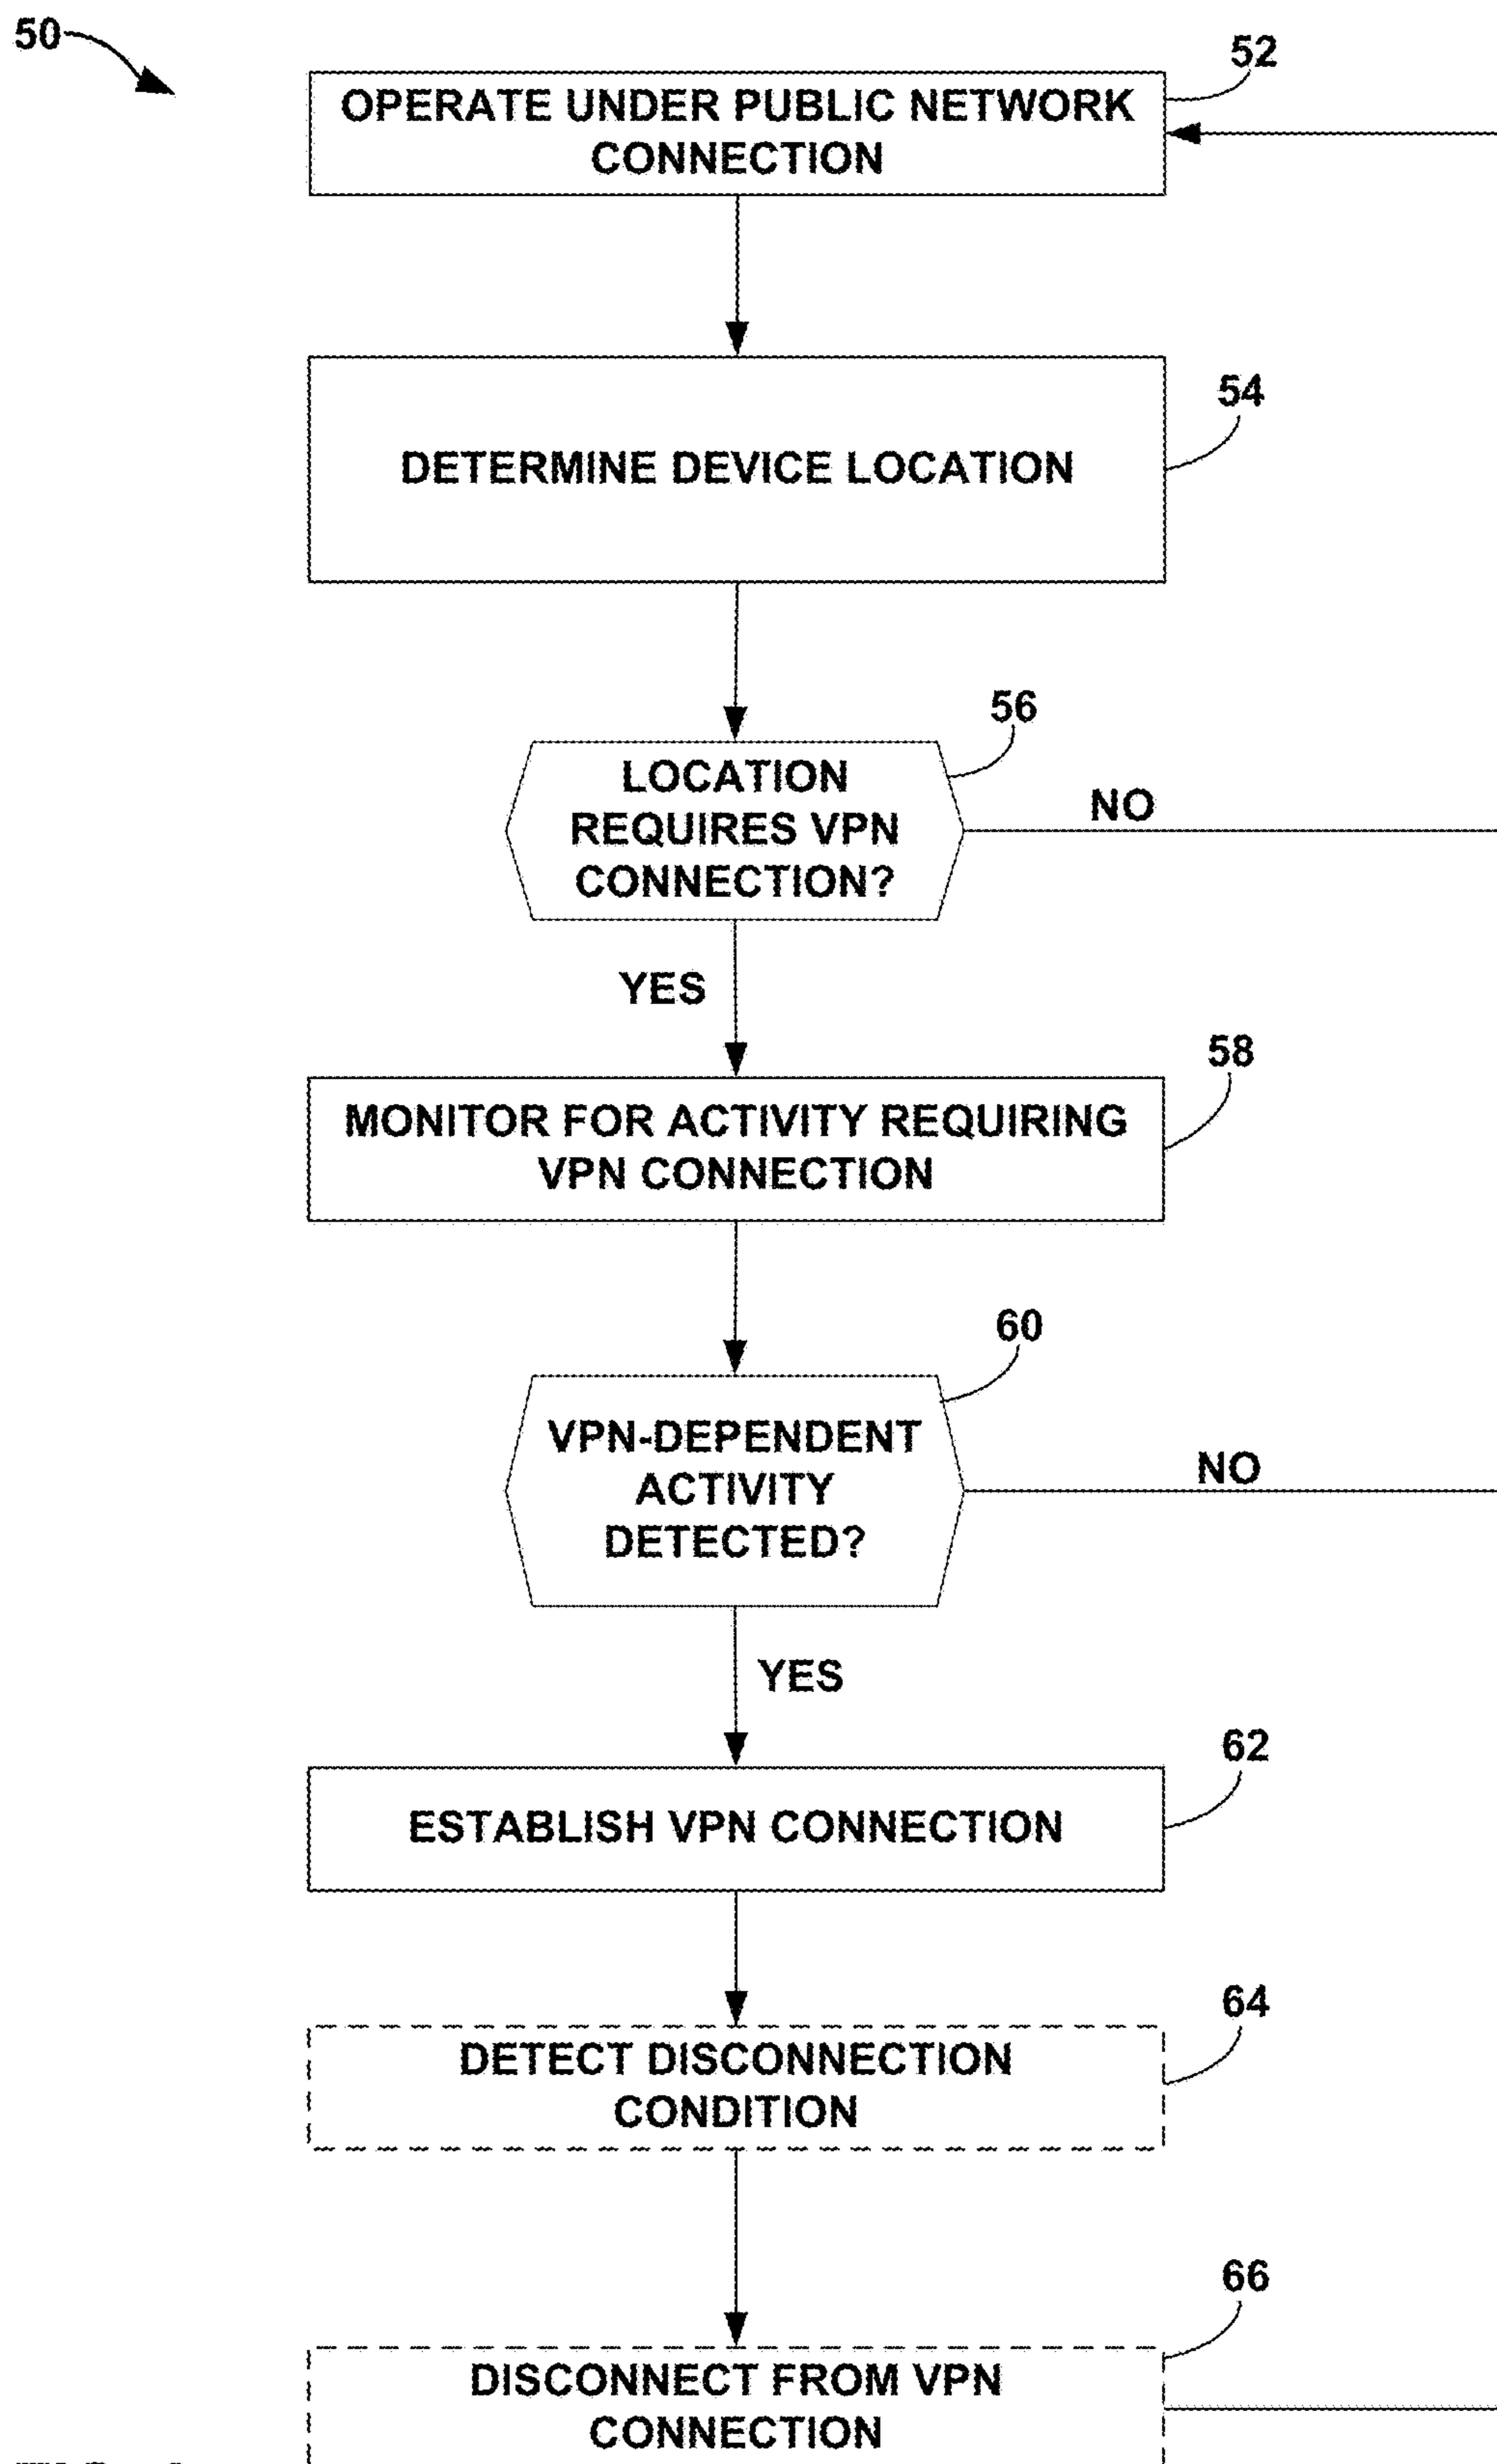 50
52
OPERATE UNDER PUBLIC NETWORK
CONNECTION
54
DETERMINE DEVICE LOCATION
56
LOCATION
REQUIRES VPN
CONNECTION?
NO
YES
58
MONITOR FOR ACTIVITY REQUIRING
VPN CONNECTION
60
VPN-DEPENDENT
ACTIVITY
DETECTED?
NO
YES
62
ESTABLISH VPN CONNECTION
64
DETECT DISCONNECTION
CONDITION
66
DISCONNECT FROM VPN
CONNECTION